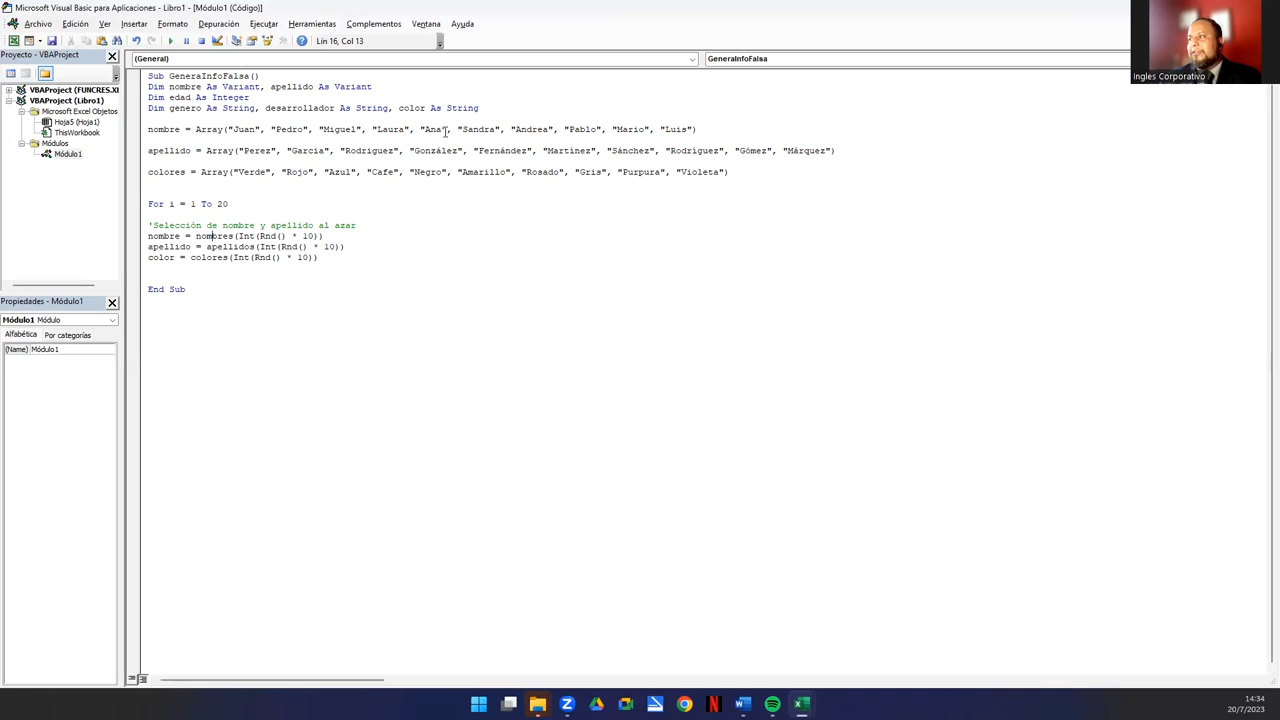 Microsoft Visual Basic para Aplicaciones - Libro1 - [Módulo1 (Código)]
Archivo Edición Ver Insertar Formato Depuración Ejecutar Herramientas Complementos Ventana Ayuda
Lín 16, Col 13
Proyecto - VBAProject
VBAProject (FUNCRES.XL
VBAProject (Libro1)
Microsoft Excel Objetos
Hoja5 (Hoja1)
ThisWorkbook
Módulos
Módulo1
Propiedades - Módulo1
Módulo1 Módulo
Alfabética Por categorías
(Name) Módulo1
(General) GeneraInfoFalsa
Sub GeneraInfoFalsa()
Dim nombre As Variant, apellido As Variant
Dim edad As Integer
Dim genero As String, desarrollador As String, color As String
nombre = Array("Juan", "Pedro", "Miguel", "Laura", "Ana", "Sandra", "Andrea", "Pablo", "Mario", "Luis")
apellido = Array("Perez", "Garcia", "Rodriguez", "González", "Fernández", "Martínez", "Sánchez", "Rodríguez", "Gómez", "Márquez")
colores = Array("Verde", "Rojo", "Azul", "Cafe", "Negro", "Amarillo", "Rosado", "Gris", "Purpura", "Violeta")
For i = 1 To 20
'Selección de nombre y apellido al azar
nombre = nombres(Int(Rnd() * 10))
apellido = apellidos(Int(Rnd() * 10))
color = colores(Int(Rnd() * 10))
End Sub
Ingles Corporativo
14:34
20/7/2023